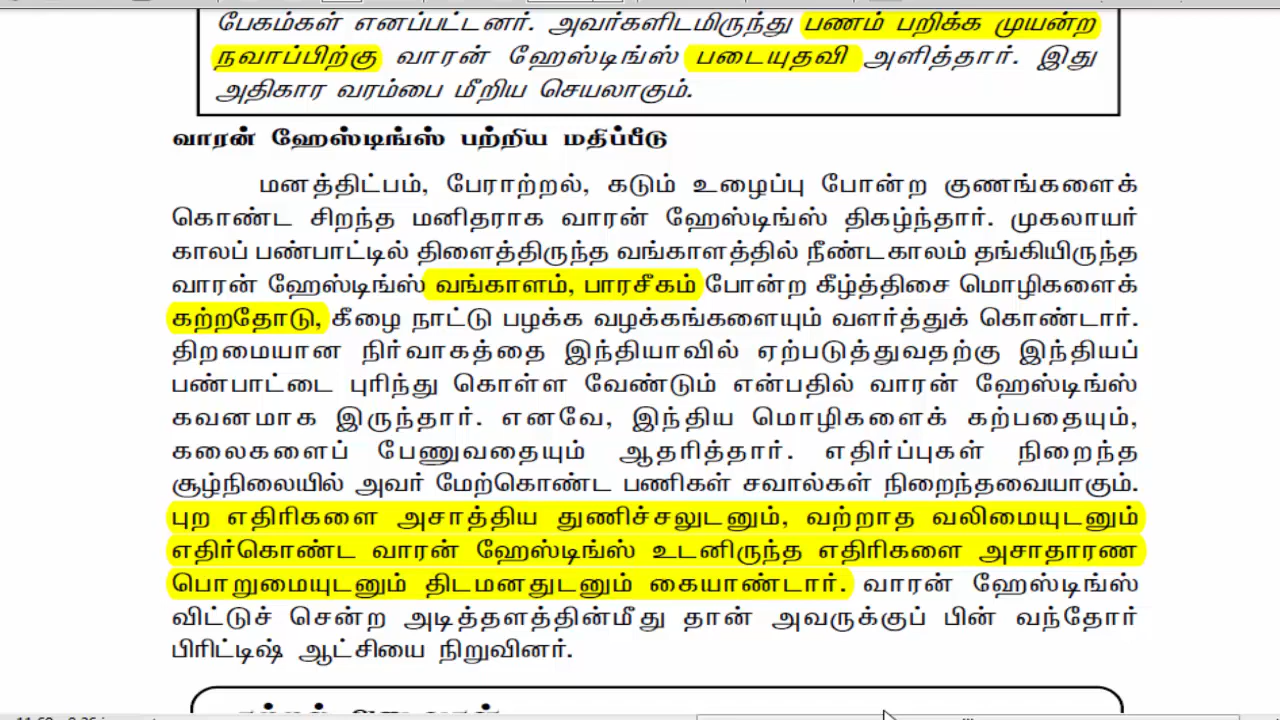 பேகம்கள் எனப்பட்டனர். அவர்களிடமிருந்து பணம் பறிக்க முயன்ற
நவாப்பிற்கு வாரன் ஹேஸ்டிங்ஸ் படையுதவி அளித்தார். இது
அதிகார வரம்பை மீறிய செயலாகும்.
வாரன் ஹேஸ்டிங்ஸ் பற்றிய மதிப்பீடு
மனத்திட்பம், பேராற்றல், கடும் உழைப்பு போன்ற குணங்களைக்
கொண்ட சிறந்த மனிதராக வாரன் ஹேஸ்டிங்ஸ் திகழ்ந்தார். முகலாயர்
காலப் பண்பாட்டில் திளைத்திருந்த வங்காளத்தில் நீண்டகாலம் தங்கியிருந்த
வாரன் ஹேஸ்டிங்ஸ் வங்காளம், பாரசீகம் போன்ற கீழ்த்திசை மொழிகளைக்
கற்றதோடு, கீழை நாட்டு பழக்க வழக்கங்களையும் வளர்த்துக் கொண்டார்.
திறமையான நிர்வாகத்தை இந்தியாவில் ஏற்படுத்துவதற்கு இந்தியப்
பண்பாட்டை புரிந்து கொள்ள வேண்டும் என்பதில் வாரன் ஹேஸ்டிங்ஸ்
கவனமாக இருந்தார். எனவே, இந்திய மொழிகளைக் கற்பதையும்,
கலைகளைப் பேணுவதையும் ஆதரித்தார். எதிர்ப்புகள் நிறைந்த
சூழ்நிலையில் அவர் மேற்கொண்ட பணிகள் சவால்கள் நிறைந்தவையாகும்.
புற எதிரிகளை அசாத்திய துணிச்சலுடனும், வற்றாத வலிமையுடனும்
எதிர்கொண்ட வாரன் ஹேஸ்டிங்ஸ் உடனிருந்த எதிரிகளை அசாதாரண
பொறுமையுடனும் திடமனதுடனும் கையாண்டார். வாரன் ஹேஸ்டிங்ஸ்
விட்டுச் சென்ற அடித்தளத்தின்மீது தான் அவருக்குப் பின் வந்தோர்
பிரிட்டிஷ் ஆட்சியை நிறுவினர்.